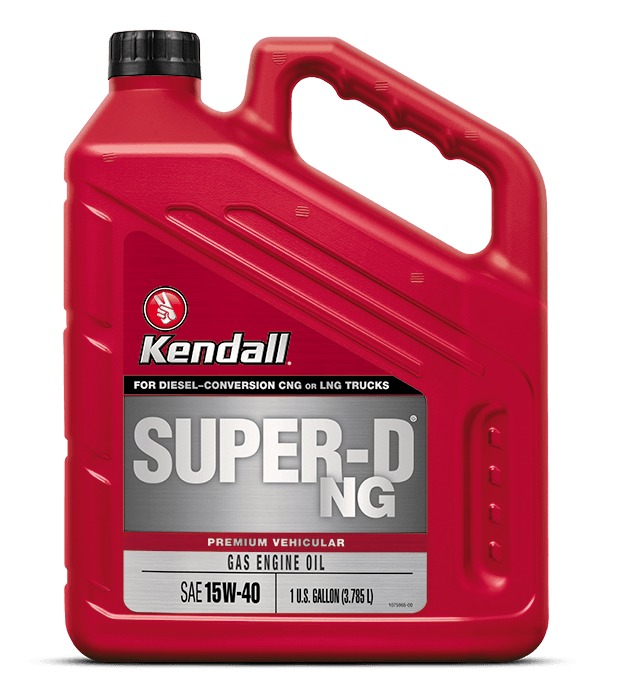 Kendall®
FOR DIESEL-CONVERSION CNG OR LNG TRUCKS
SUPER-D®
NG
PREMIUM VEHICULAR
GAS ENGINE OIL
SAE 15W-40
1 U.S. GALLON (3.785 L)